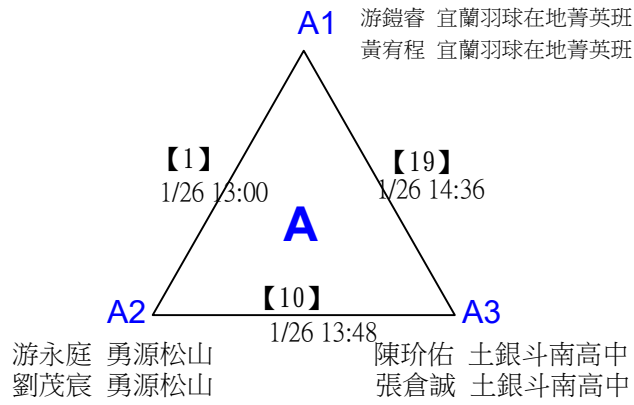 A1
游鎧睿 宜蘭羽球在地菁英班
黃宥程 宜蘭羽球在地菁英班
【1】
1/26 13:00
【19】
1/26 14:36
A
【10】
1/26 13:48
A2
A3
游永庭 勇源松山
劉茂宸 勇源松山
陳玠佑 土銀斗南高中
張倉誠 土銀斗南高中